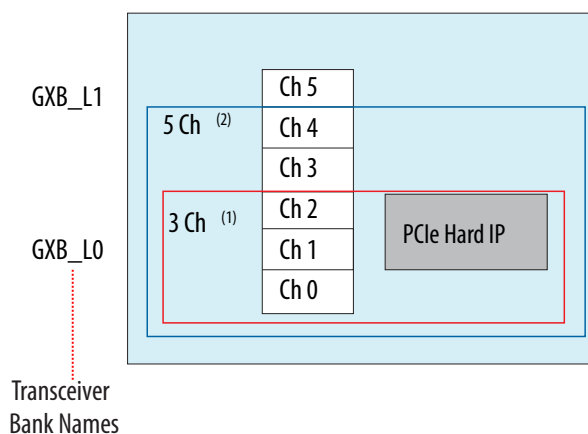 Ch 5
GXB_L1
5 Ch (2)
Ch 4
Ch 3
3 Ch (1)
Ch 2
PCIe Hard IP
GXB_L0
Ch 1
Ch 0
Transceiver
Bank Names